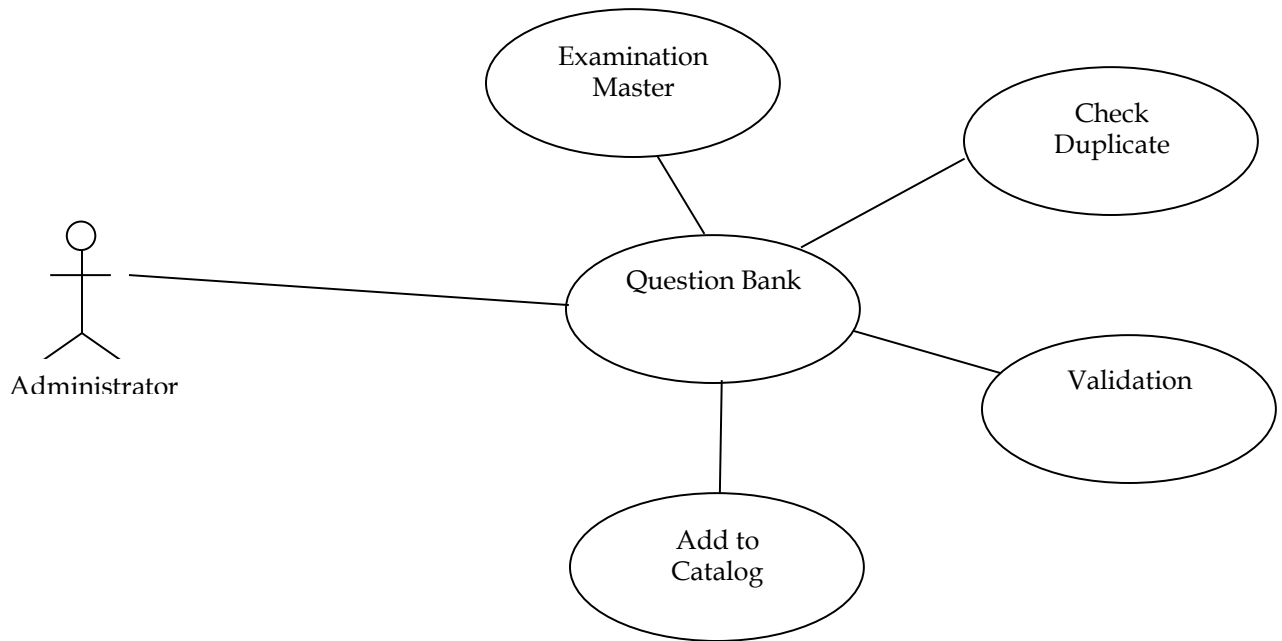 Examination
Master
Check
Duplicate
Question Bank
Administrator
Validation
Add to
Catalog